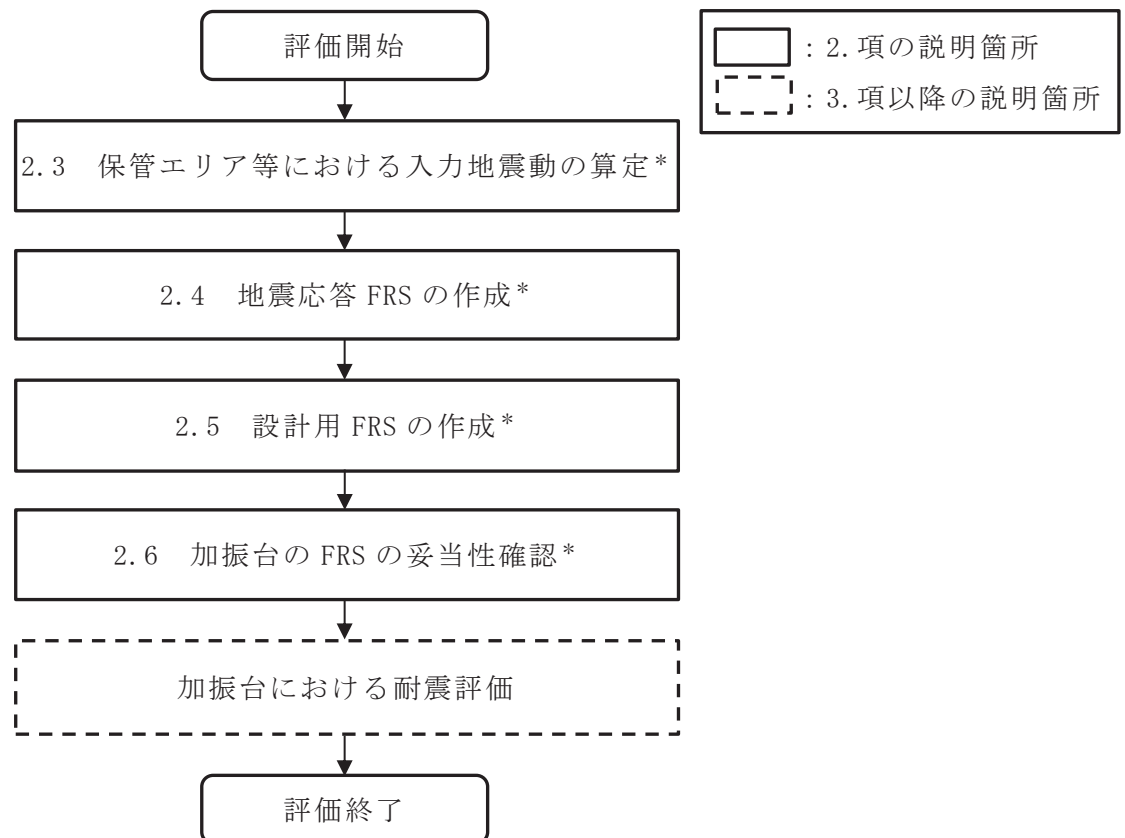 評価開始
：2.項の説明箇所
：3.項以降の説明箇所
2.3　保管エリア等における入力地震動の算定*
2.4　地震応答 FRS の作成*
2.5　設計用 FRS の作成*
2.6　加振台の FRS の妥当性確認*
加振台における耐震評価
評価終了